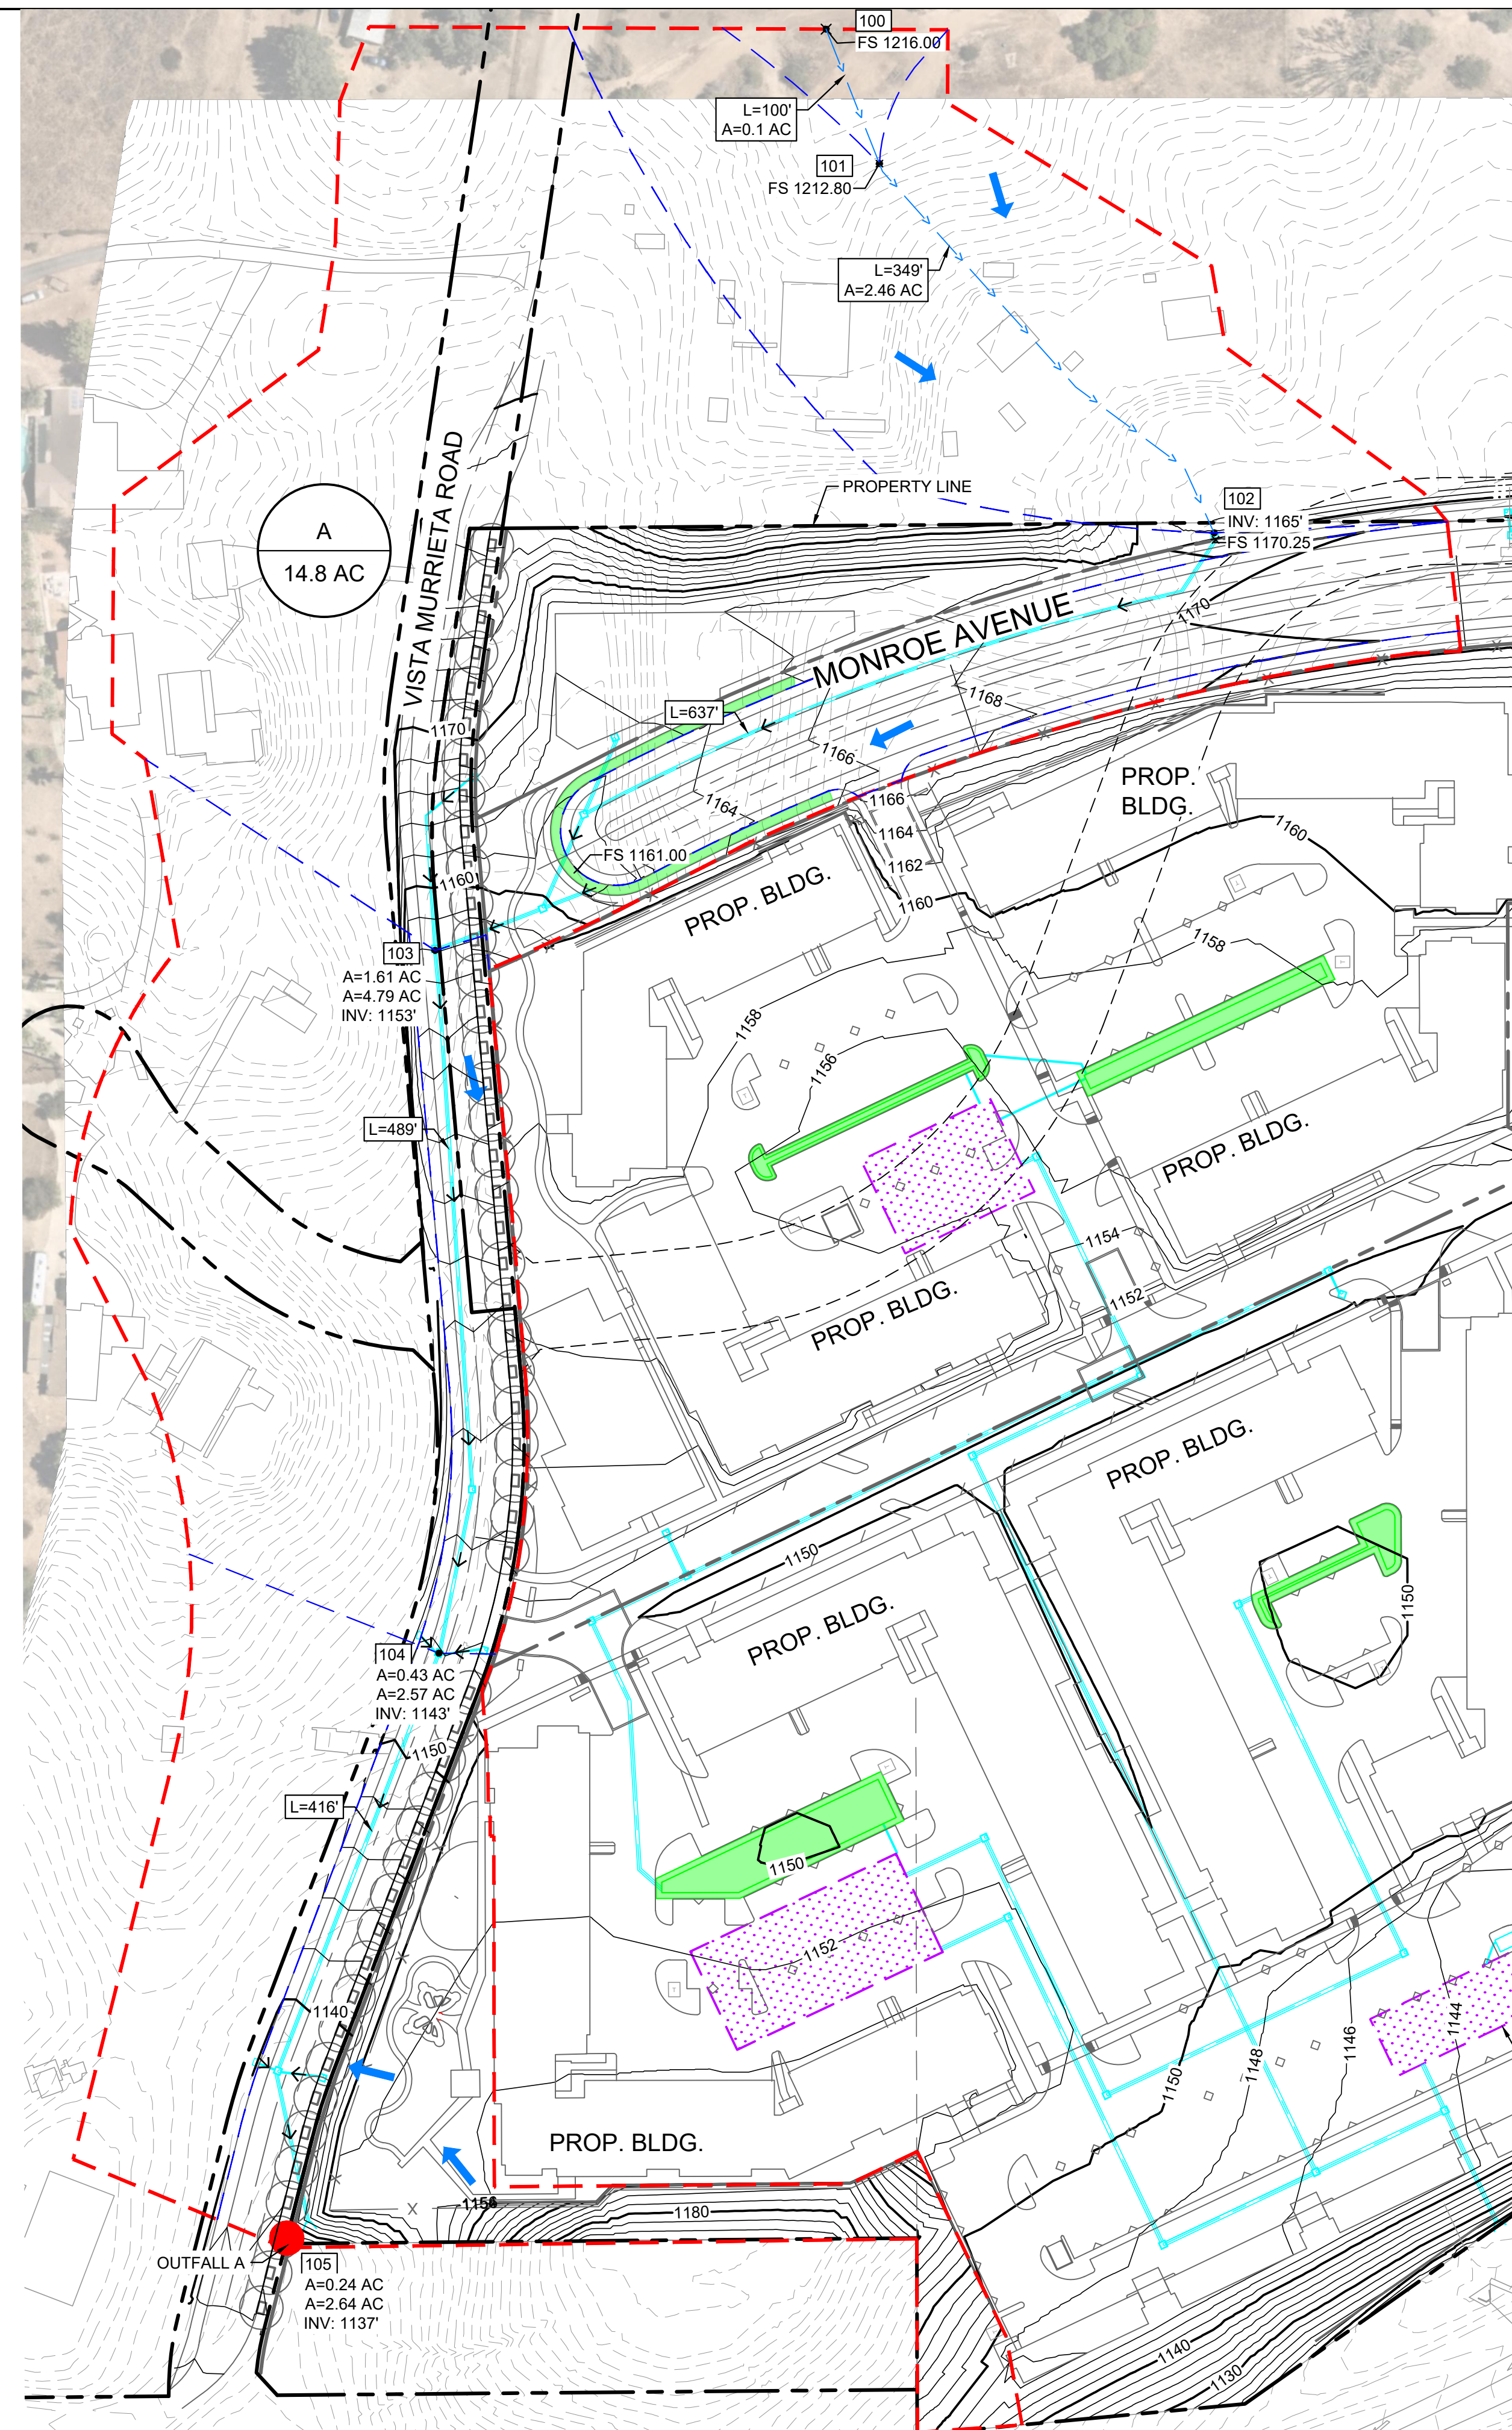 100
FS 1216.00
L=100'
A=0.1 AC
101
FS 1212.80
L=349'
A=2.46 AC
PROPERTY LINE
102
INV: 1165'
FS 1170.25
A
14.8 AC
VISTA MURRIETA ROAD
MONROE AVENUE
1170
1168
L=637'
1170
1166
1164
1166
1164
1162
1160
PROP.
BLDG.
1160
FS 1161.00
1160
PROP. BLDG.
1158
103
A=1.61 AC
A=4.79 AC
INV: 1153'
1158
1156
L=489'
PROP. BLDG.
1154
1152
PROP. BLDG.
PROP. BLDG.
1150
1150
PROP. BLDG.
104
A=0.43 AC
A=2.57 AC
INV: 1143'
1150
L=416'
1150
1152
1140
1144
1146
1148
1150
PROP. BLDG.
1180
OUTFALL A
105
A=0.24 AC
A=2.64 AC
INV: 1137'
1140
1130